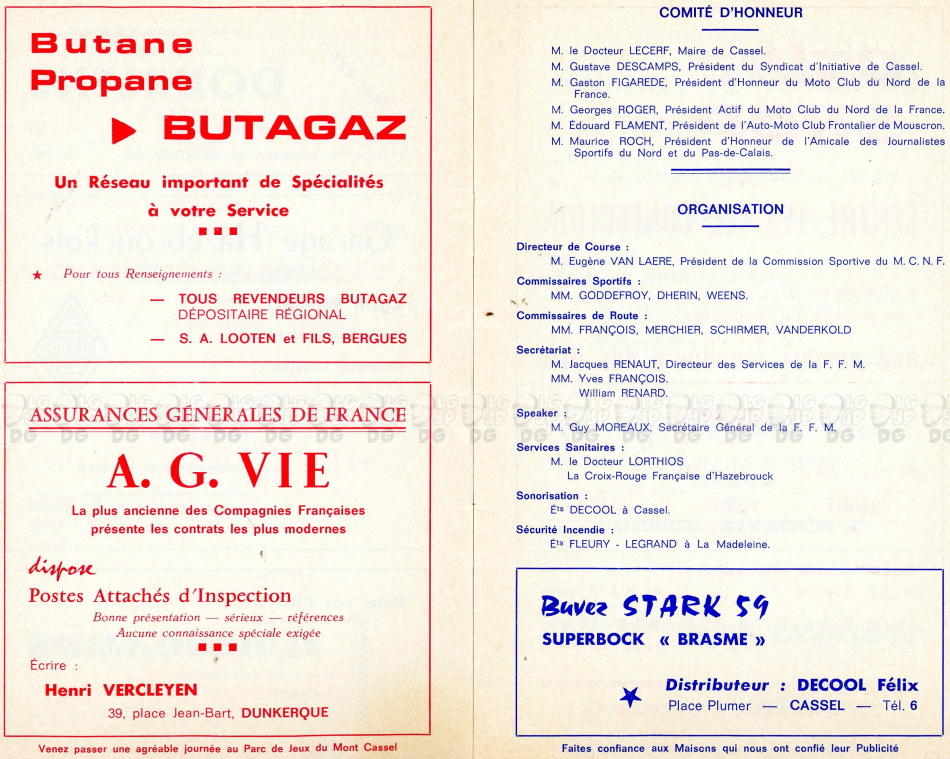 Butane
Propane
BUTAGAZ
Un Réseau important de Spécialités
à votre Service
Pour tous Renseignements :
— TOUS REVENDEURS BUTAGAZ
DÉPOSITAIRE RÉGIONAL
— S. A. LOOTEN et FILS, BERGUES
ASSURANCES GÉNÉRALES DE FRANCE
A. G. VIE
La plus ancienne des Compagnies Françaises
présente les contrats les plus modernes
dispose
Postes Attachés d'Inspection
Bonne présentation — sérieux — références
Aucune connaissance spéciale exigée
Écrire :
Henri VERCLEYEN
39, place Jean-Bart, DUNKERQUE
Venez passer une agréable journée au Parc de Jeux du Mont Cassel
COMITÉ D'HONNEUR
M. le Docteur LECERF, Maire de Cassel.
M. Gustave DESCAMPS, Président du Syndicat d'Initiative de Cassel.
M. Gaston FIGAREDE, Président d'Honneur du Moto Club du Nord de la
France.
M. Georges ROGER, Président Actif du Moto Club du Nord de la France.
M. Édouard FLAMENT, Président de l'Auto-Moto Club Frontalier de Mouscron.
M. Maurice ROCH, Président d'Honneur de l'Amicale des Journalistes
Sportifs du Nord et du Pas-de-Calais.
ORGANISATION
Directeur de Course :
M. Eugène VAN LAERE, Président de la Commission Sportive du M. C. N. F.
Commissaires Sportifs :
MM. GODDEFROY, DHERIN, WEENS.
Commissaires de Route :
MM. FRANÇOIS, MERCHIER, SCHIRMER, VANDERKOLD
Secrétariat :
M. Jacques RENAUT, Directeur des Services de la F. F. M.
MM. Yves FRANÇOIS.
William RENARD.
Speaker :
M. Guy MOREAUX, Secrétaire Général de la F. F. M.
Services Sanitaires :
M. le Docteur LORTHIOS
La Croix-Rouge Française d'Hazebrouck
Sonorisation :
Éts DECOOL à Cassel.
Sécurité Incendie :
Éts FLEURY - LEGRAND à La Madeleine.
Buvez STARK 59
SUPERBOCK « BRASME »
Distributeur : DECOOL Félix
Place Plumer — CASSEL — Tél. 6
Faites confiance aux Maisons qui nous ont confié leur Publicité